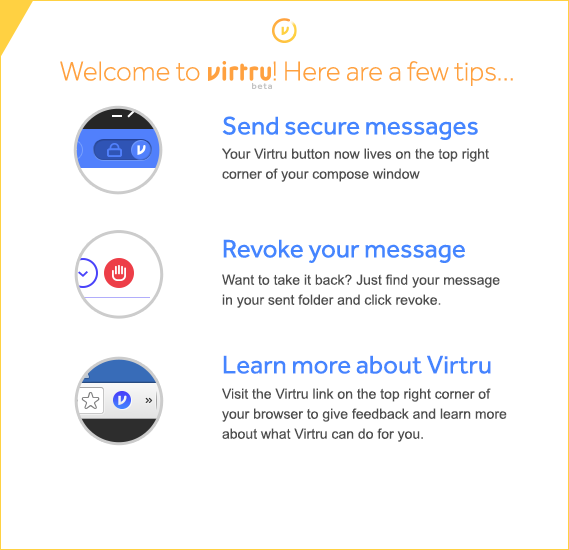 Welcome to virtru! Here are a few tips...
beta
Send secure messages
Your Virtru button now lives on the top right
corner of your compose window
Revoke your message
Want to take it back? Just find your message
in your sent folder and click revoke.
Learn more about Virtru
Visit the Virtru link on the top right corner of
your browser to give feedback and learn more
about what Virtru can do for you.